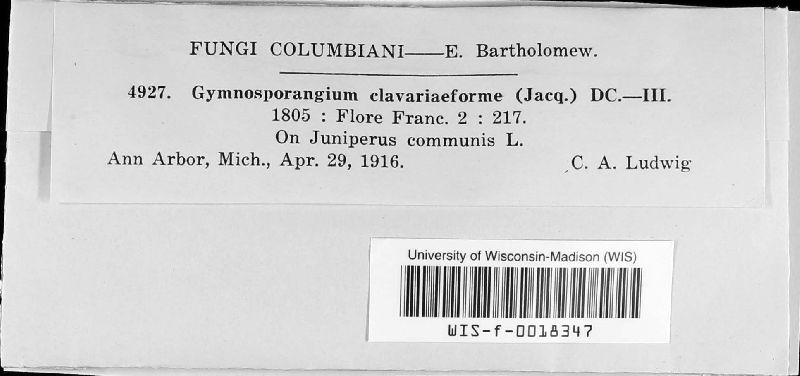 FUNGI COLUMBIANI—E. Bartholomew.
4927. Gymnosporangium clavariaeforme (Jacq.) DC.—III.
1805 : Flore Franc. 2 : 217.
On Juniperus communis L.
Ann Arbor, Mich., Apr. 29, 1916. C. A. Ludwig
University of Wisconsin-Madison (WIS)
WIS-f-0018347